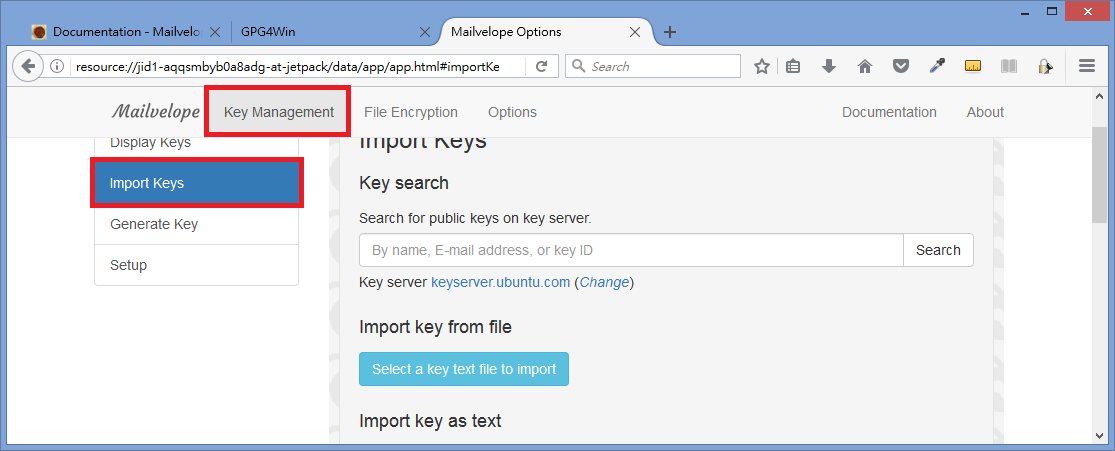 Documentation - Mailvelo
GPG4Win
Mailvelope Options
resource://jid1-aqqsmbyb0a8adg-at-jetpack/data/app/app.html#importKe
Search
Mailvelope
Key Management
File Encryption
Options
Documentation
About
Display Keys
Import Keys
Generate Key
Setup
Import Keys
Key search
Search for public keys on key server.
By name, E-mail address, or key ID
Search
Key server keyserver.ubuntu.com (Change)
Import key from file
Select a key text file to import
Import key as text